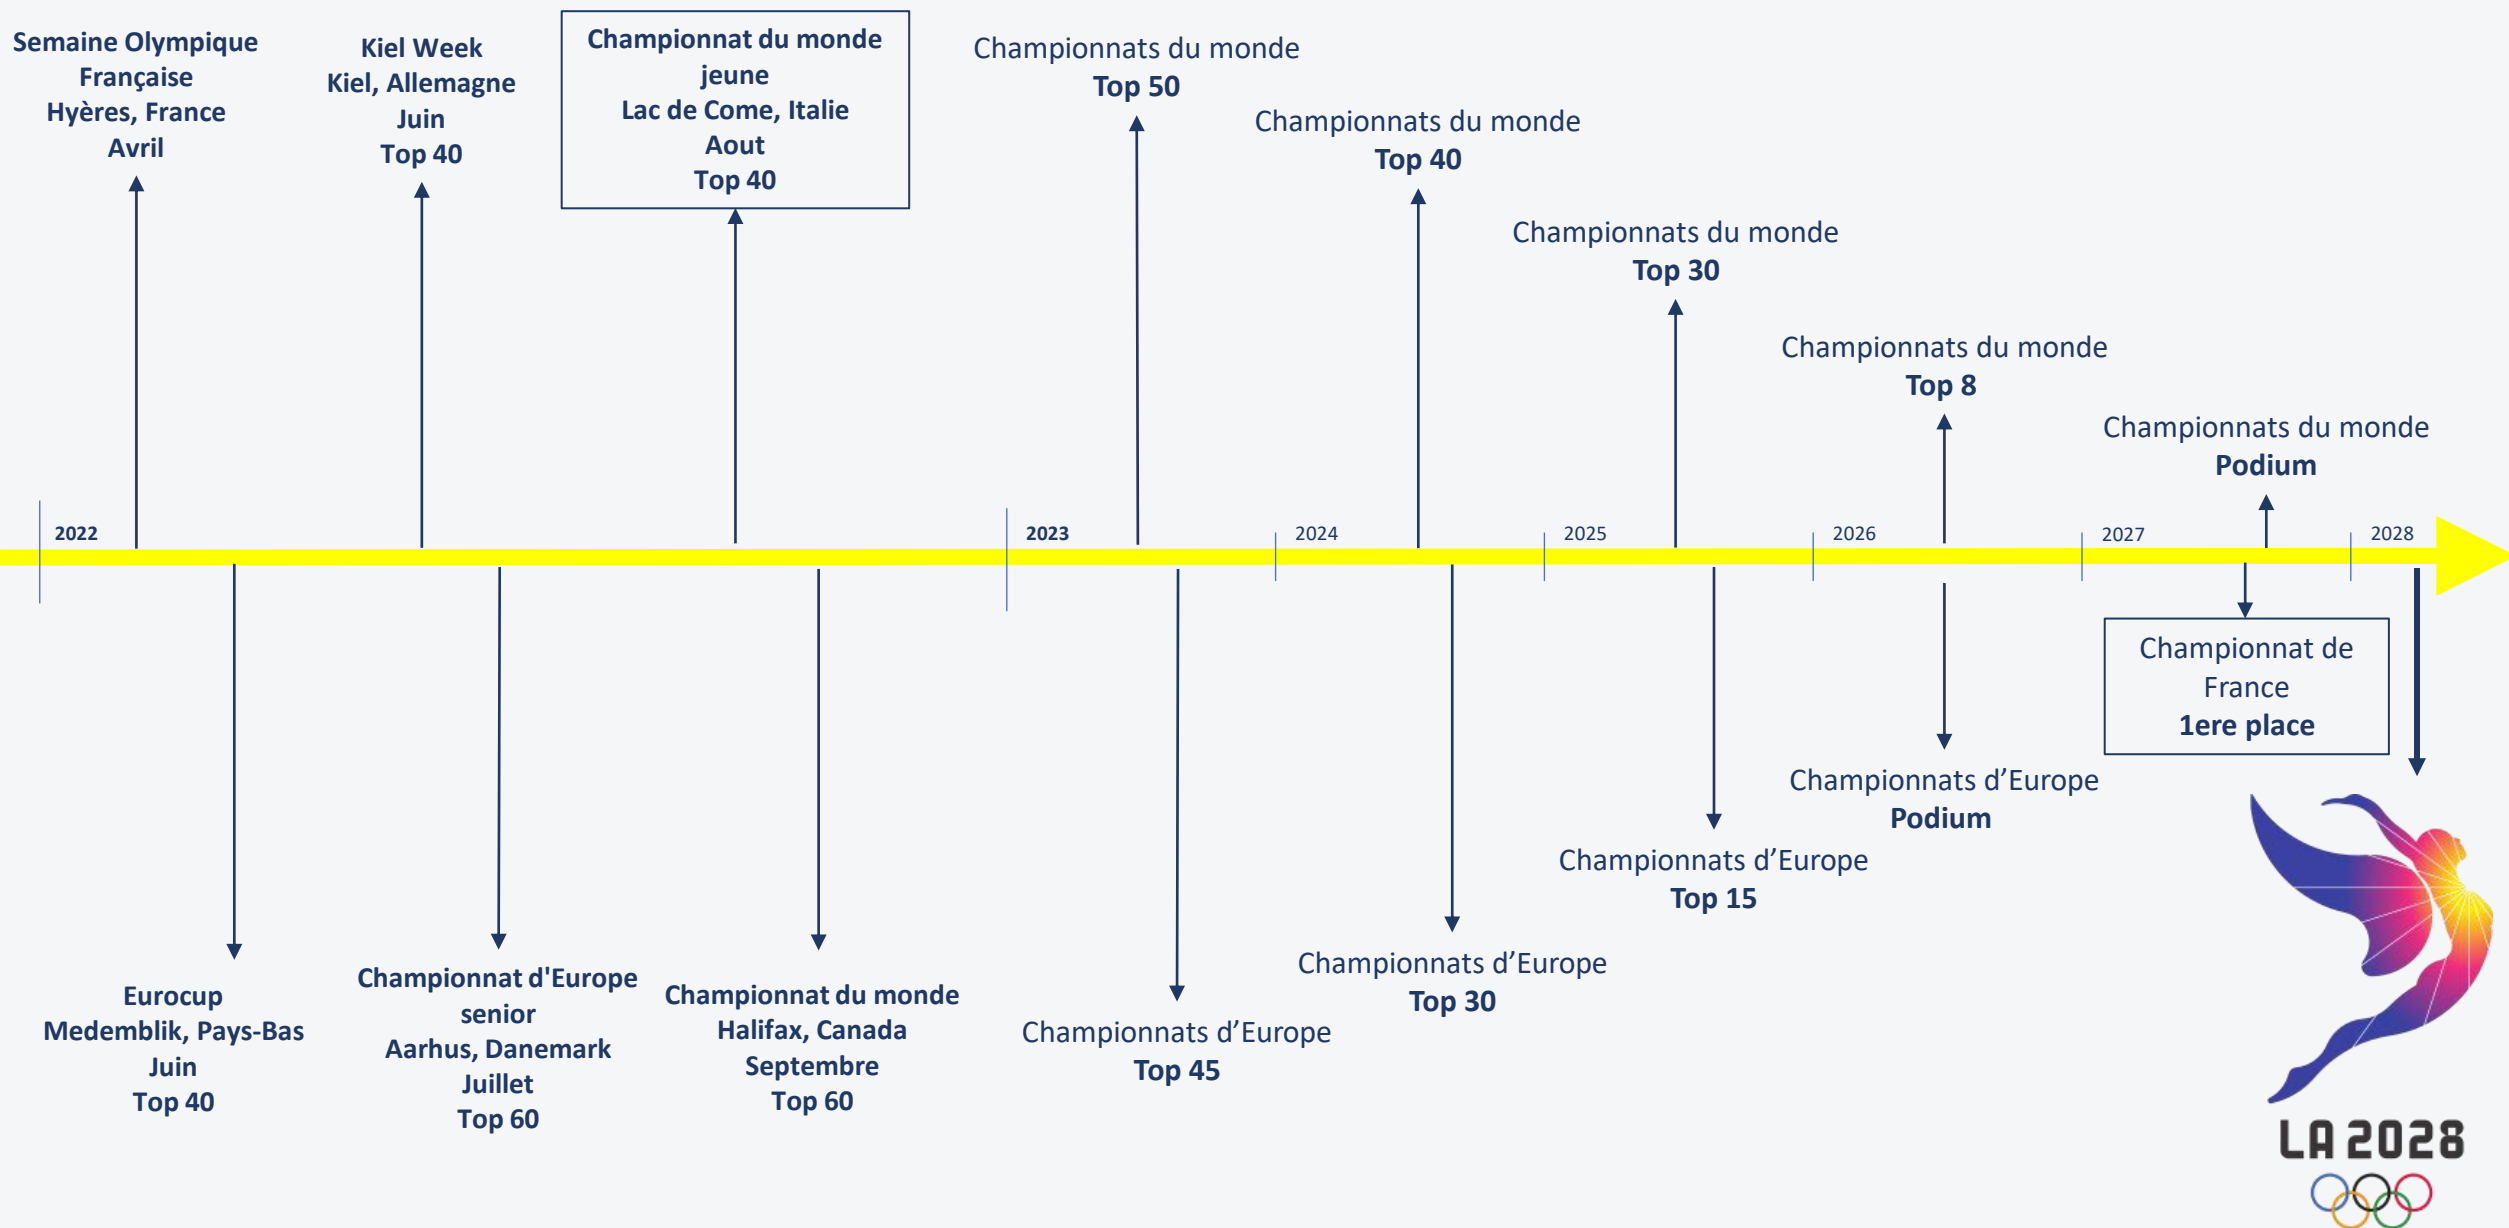 Semaine Olympique
Française
Hyères, France
Avril
Kiel Week
Kiel, Allemagne
Juin
Top 40
Championnat du monde
jeune
Lac de Come, Italie
Aout
Top 40
Championnats du monde
Top 50
Championnats du monde
Top 40
Championnats du monde
Top 30
Championnats du monde
Top 8
Championnats du monde
Podium
2022
2023
2024
2025
2026
2027
2028
Eurocup
Medemblik, Pays-Bas
Juin
Top 40
Championnat d'Europe
senior
Aarhus, Danemark
Juillet
Top 60
Championnat du monde
Halifax, Canada
Septembre
Top 60
Championnats d’Europe
Top 45
Championnats d’Europe
Top 30
Championnats d’Europe
Top 15
Championnats d’Europe
Podium
Championnat de
France
1ere place
LA 2028